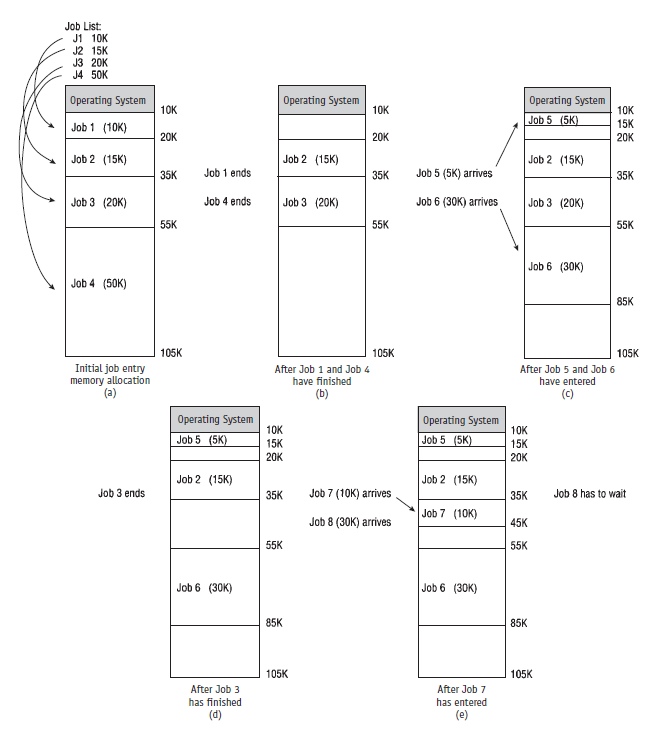 Job List:
J1 10K
J2 15K
J3 20K
J4 50K
Operating System
10K
Job 1 (10K)
20K
Job 2 (15K)
35K
Job 3 (20K)
55K
Job 4 (50K)
105K
Initial job entry
memory allocation
(a)
Job 1 ends
Job 4 ends
Operating System
10K
20K
Job 2 (15K)
35K
Job 3 (20K)
55K
105K
After Job 1 and Job 4
have finished
(b)
Job 5 (5K) arrives
Job 6 (30K) arrives
Operating System
10K
Job 5 (5K)
15K
20K
Job 2 (15K)
35K
Job 3 (20K)
55K
Job 6 (30K)
85K
105K
After Job 5 and Job 6
have entered
(c)
Job 3 ends
Operating System
10K
Job 5 (5K)
15K
20K
Job 2 (15K)
35K
55K
Job 6 (30K)
85K
105K
After Job 3
has finished
(d)
Job 7 (10K) arrives
Job 8 (30K) arrives
Operating System
10K
Job 5 (5K)
15K
20K
Job 2 (15K)
35K
Job 7 (10K)
45K
55K
Job 6 (30K)
85K
105K
Job 8 has to wait
After Job 7
has entered
(e)